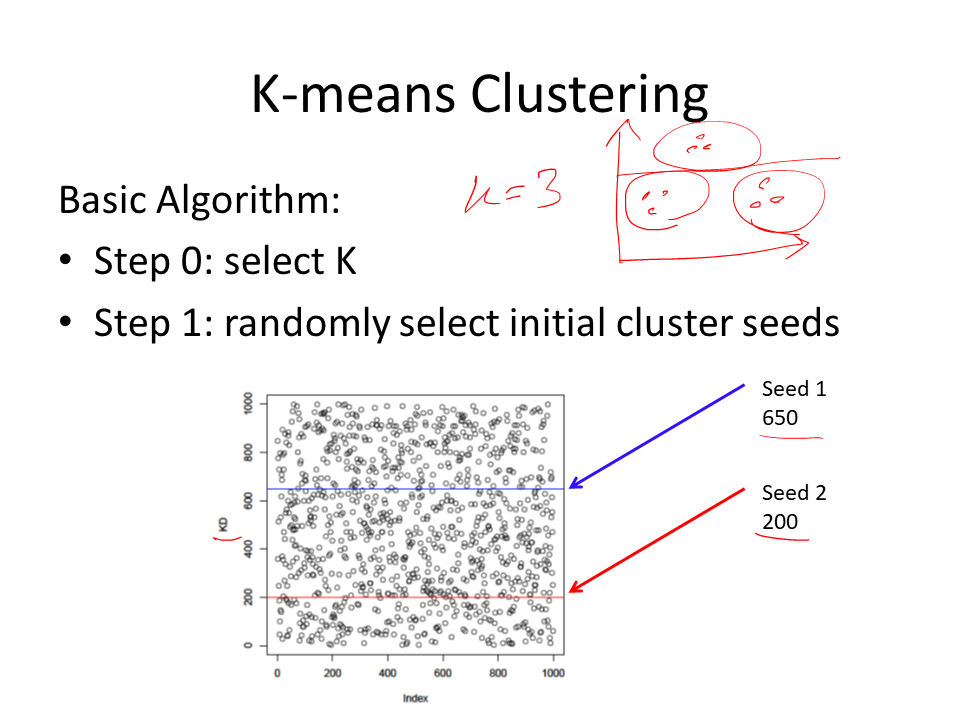 K-means Clustering
Basic Algorithm:
K=3
• Step 0: select K
• Step 1: randomly select initial cluster seeds
Seed 1
650
Seed 2
200
KD
1000
800
600
400
200
0
0 200 400 600 800 1000
Index